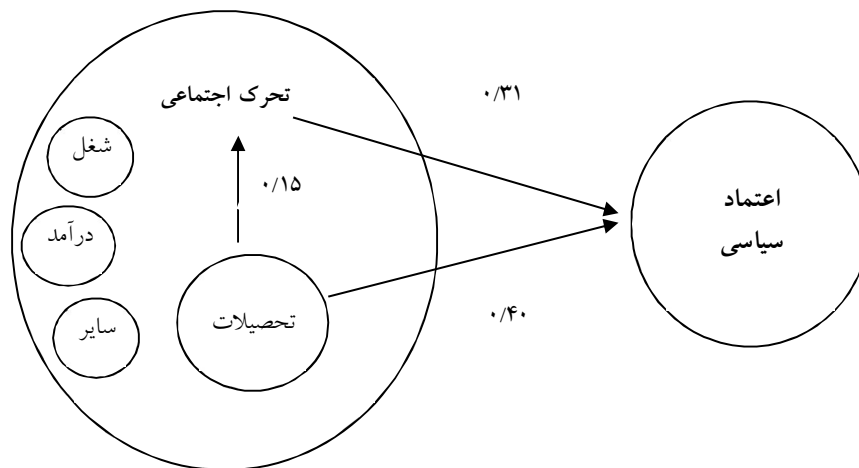 تحرک اجتماعی
۰/۳۱
شغل
۰/۱۵
درآمد
اعتماد
سیاسی
تحصیلات
سایر
۰/۴۰